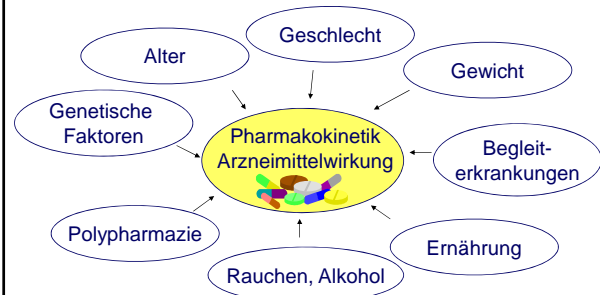 Geschlecht
Alter
Gewicht
Genetische
Faktoren
Pharmakokinetik
Arzneimittelwirkung
Begleit-
erkrankungen
Polypharmazie
Ernährung
Rauchen, Alkohol